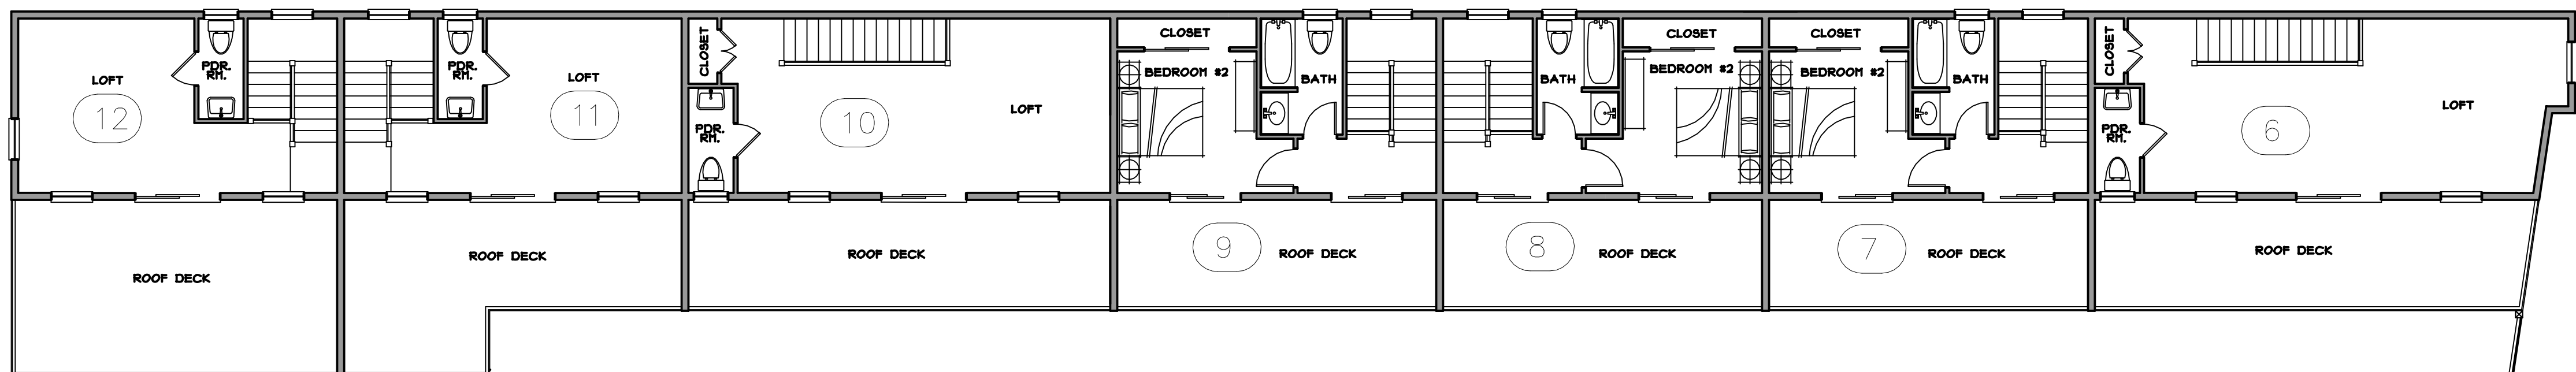 LOFT
12
PDR.
RM.
ROOF DECK
PDR.
RM.
LOFT
11
ROOF DECK
CLOSET
PDR.
RM.
10
LOFT
ROOF DECK
CLOSET
BEDROOM #2
BATH
9
ROOF DECK
BATH
CLOSET
BEDROOM #2
8
ROOF DECK
CLOSET
BEDROOM #2
BATH
7
ROOF DECK
CLOSET
PDR.
RM.
6
LOFT
ROOF DECK